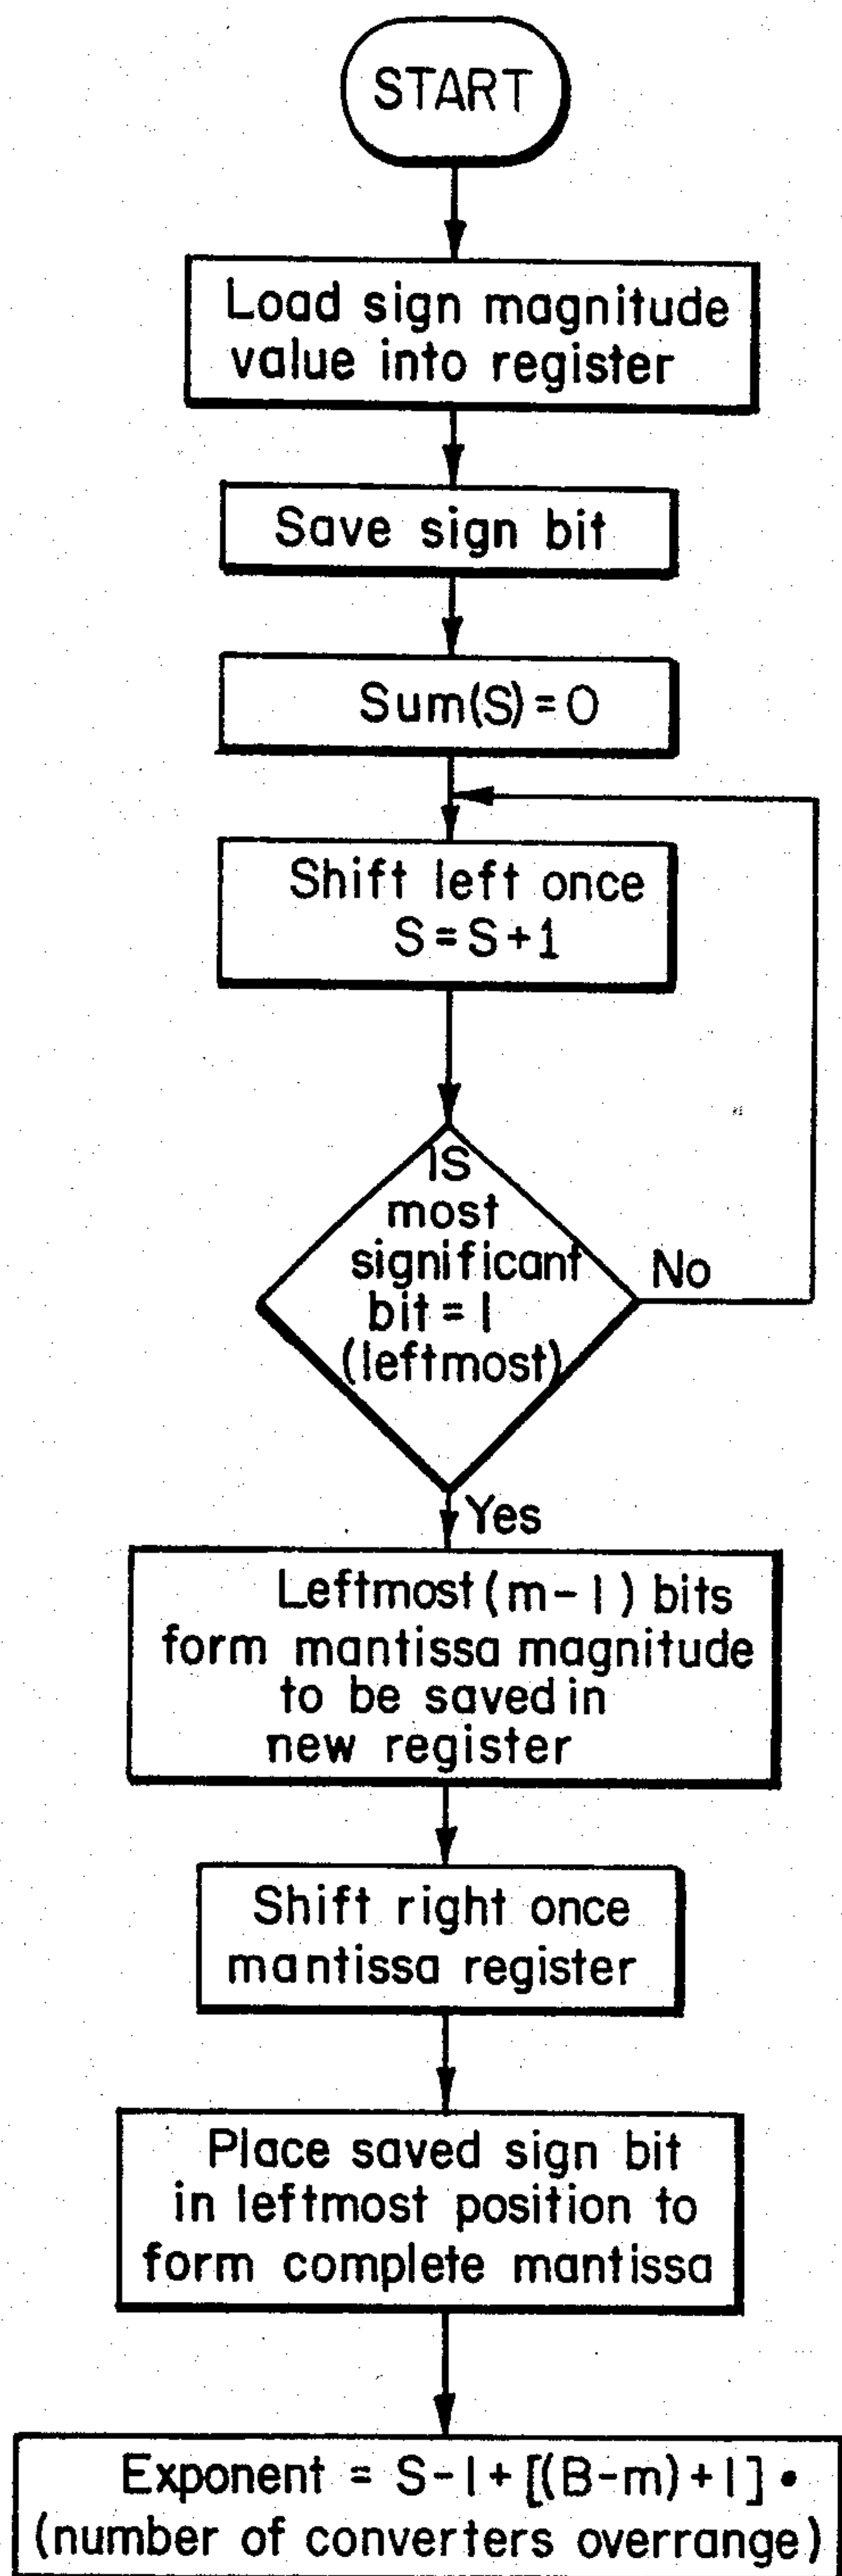 START
Load sign magnitude
value into register
Save sign bit
Sum(S)=0
Shift left once
S=S+1
IS
most
significant
bit=1
(leftmost)
No
Yes
Leftmost(m-1) bits
form mantissa magnitude
to be saved in
new register
Shift right once
mantissa register
Place saved sign bit
in leftmost position to
form complete mantissa
Exponent = S-1+[(B-m)+1]•
(number of converters overrange)